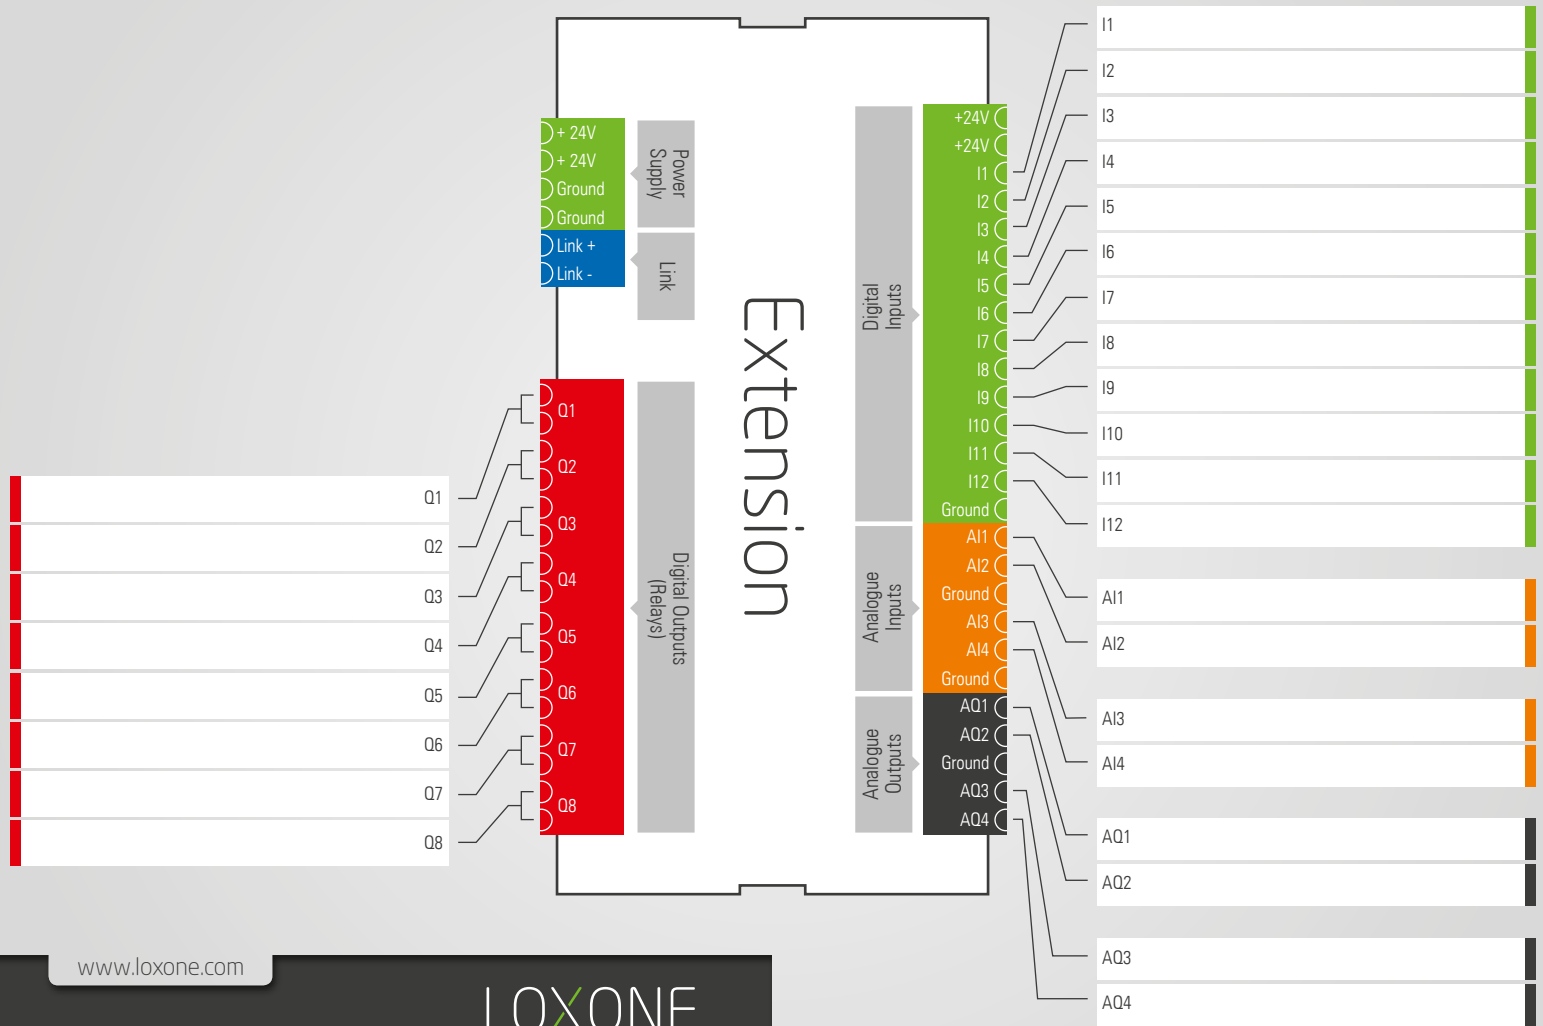 + 24V
+ 24V
Ground
Ground
Link +
Link -
Power
Supply
Link
Q1
Q2
Q3
Q4
Q5
Q6
Q7
Q8
Digital Outputs
(Relays)
Q1
Q2
Q3
Q4
Q5
Q6
Q7
Q8
Extension
Digital
Inputs
Analogue
Inputs
Analogue
Outputs
+24V
+24V
I1
I2
I3
I4
I5
I6
I7
I8
I9
I10
I11
I12
Ground
AI1
AI2
Ground
AI3
AI4
Ground
AQ1
AQ2
Ground
AQ3
AQ4
I1
I2
I3
I4
I5
I6
I7
I8
I9
I10
I11
I12
AI1
AI2
AI3
AI4
AQ1
AQ2
AQ3
AQ4
www.loxone.com
LOXONE